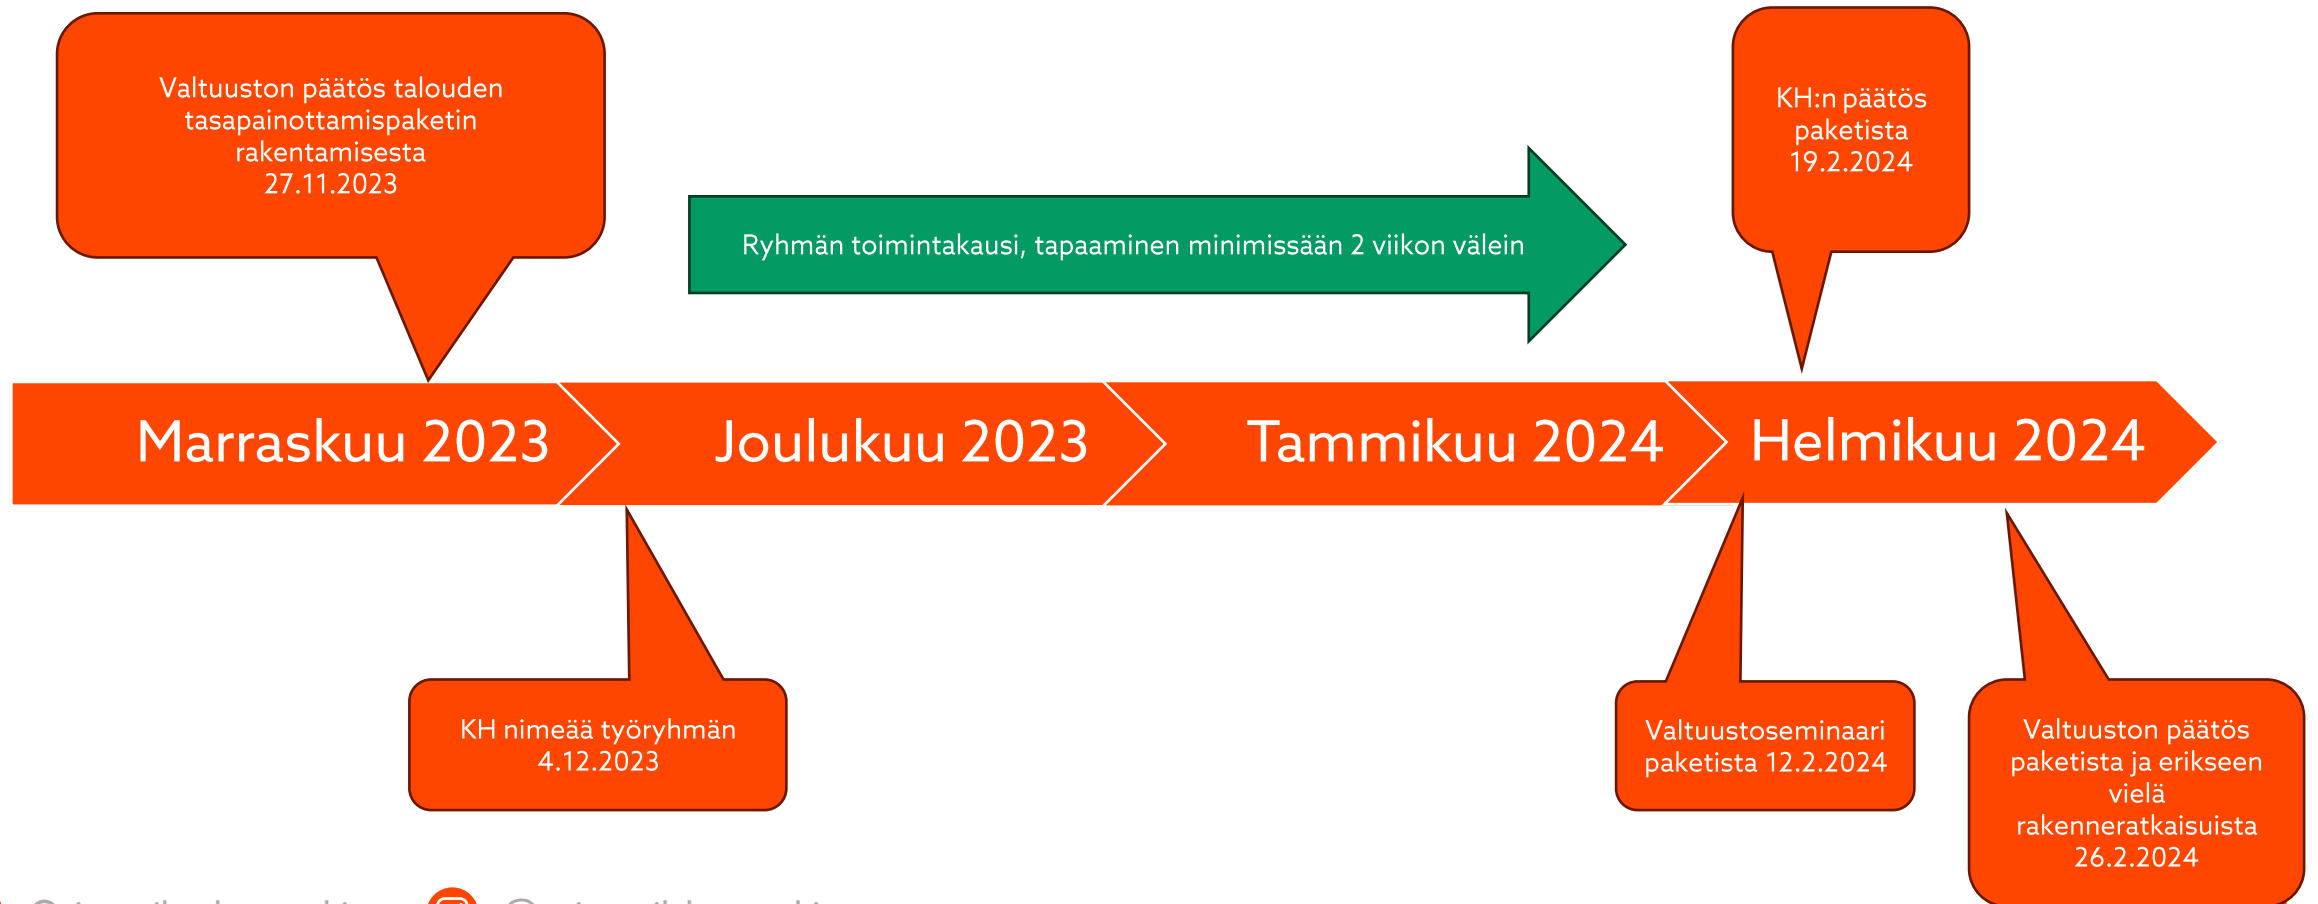 Valtuuston päätös talouden
tasapainottamispaketin
rakentamisesta
27.11.2023
KH:n päätös
paketista
19.2.2024
Ryhmän toimintakausi, tapaaminen minimissään 2 viikon välein
Marraskuu 2023
Joulukuu 2023
Tammikuu 2024
Helmikuu 2024
KH nimeää työryhmän
4.12.2023
Valtuustoseminaari
paketista 12.2.2024
Valtuuston päätös
paketista ja erikseen
vielä
rakenneratkaisuista
26.2.2024